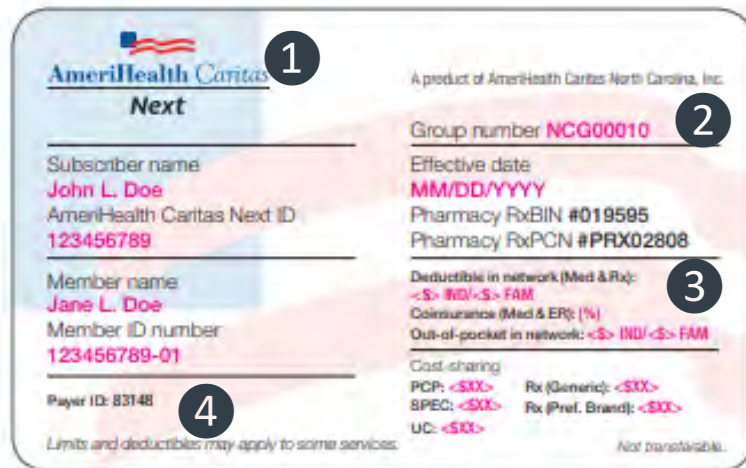 AmeriHealth Caritas
Next
1
A product of AmeriHealth Caritas North Carolina, Inc.
Group number NCG00010
2
Subscriber name
John L. Doe
AmeriHealth Caritas Next ID
123456789
Effective date
MM/DD/YYYY
Pharmacy RxBIN #019595
Pharmacy RxPCN #PRX02808
Member name
Jane L. Doe
Member ID number
123456789-01
Deductible in network (Med & Rx):
<$> IND/<$> FAM
Coinsurance (Med & ER): (%)
Out-of-pocket in network: <$> IND/<$> FAM
3
Payer ID: 83148
4
Cost-sharing
PCP: <$XX> Rx (Generic): <$XX>
SPEC: <$XX> Rx (Pref. Brand): <$XX>
UC: <$XX>
Limits and deductibles may apply to some services.
Not transferable.